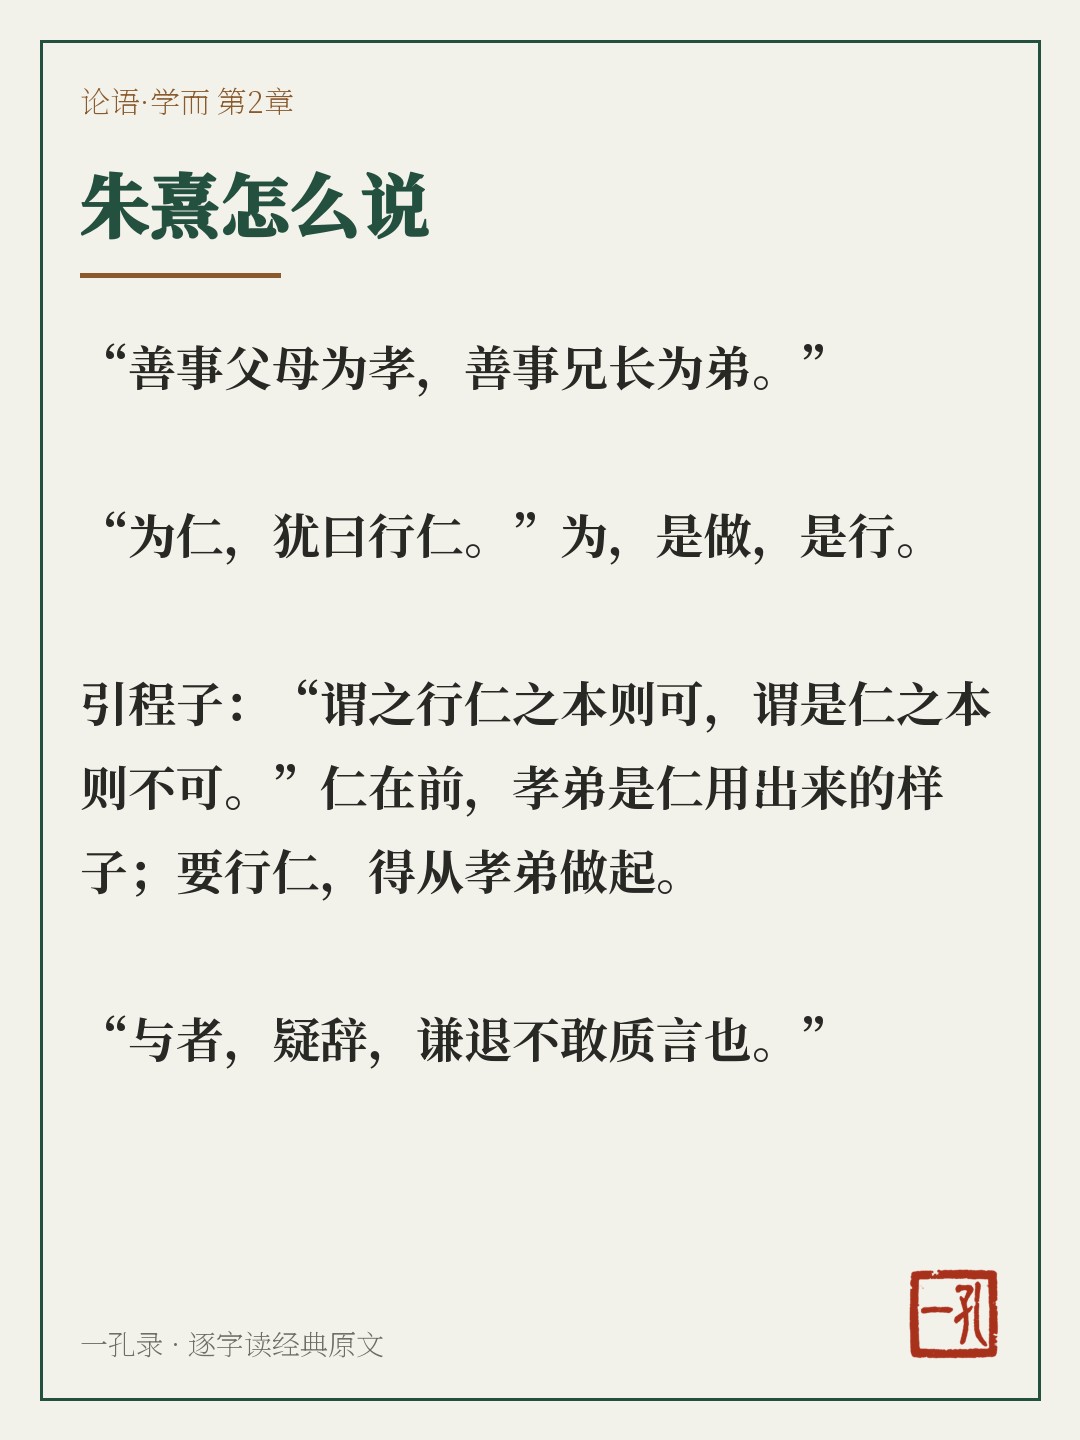 论语·学而 第2章
朱熹怎么说
“善事父母为孝，善事兄长为弟。”
“为仁，犹曰行仁。”为，是做，是行。
引程子：“谓之行仁之本则可，谓是仁之本
则不可。”仁在前，孝弟是仁用出来的样
子；要行仁，得从孝弟做起。
“与者，疑辞，谦退不敢质言也。”
一孔
一孔录 · 逐字读经典原文